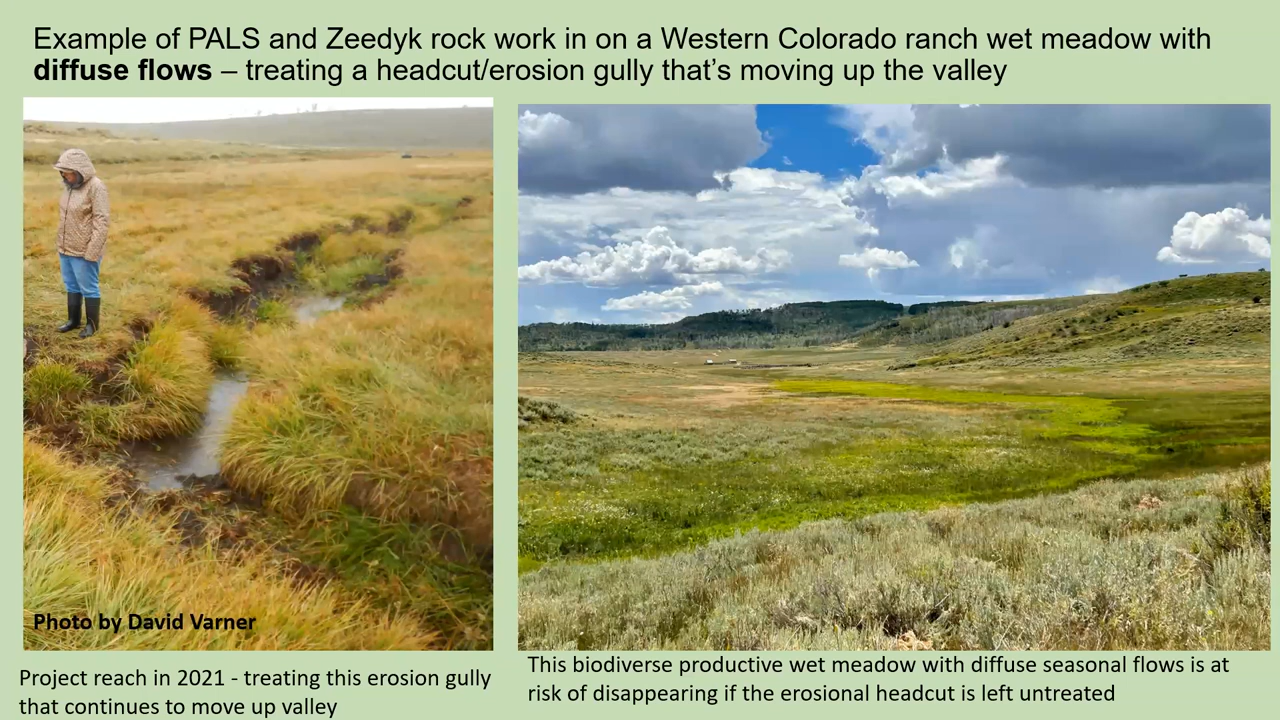 Example of PALS and Zeedyk rock work in on a Western Colorado ranch wet meadow with
diffuse flows – treating a headcut/erosion gully that's moving up the valley
Photo by David Varner
Project reach in 2021 - treating this erosion gully
that continues to move up valley
This biodiverse productive wet meadow with diffuse seasonal flows is at
risk of disappearing if the erosional headcut is left untreated